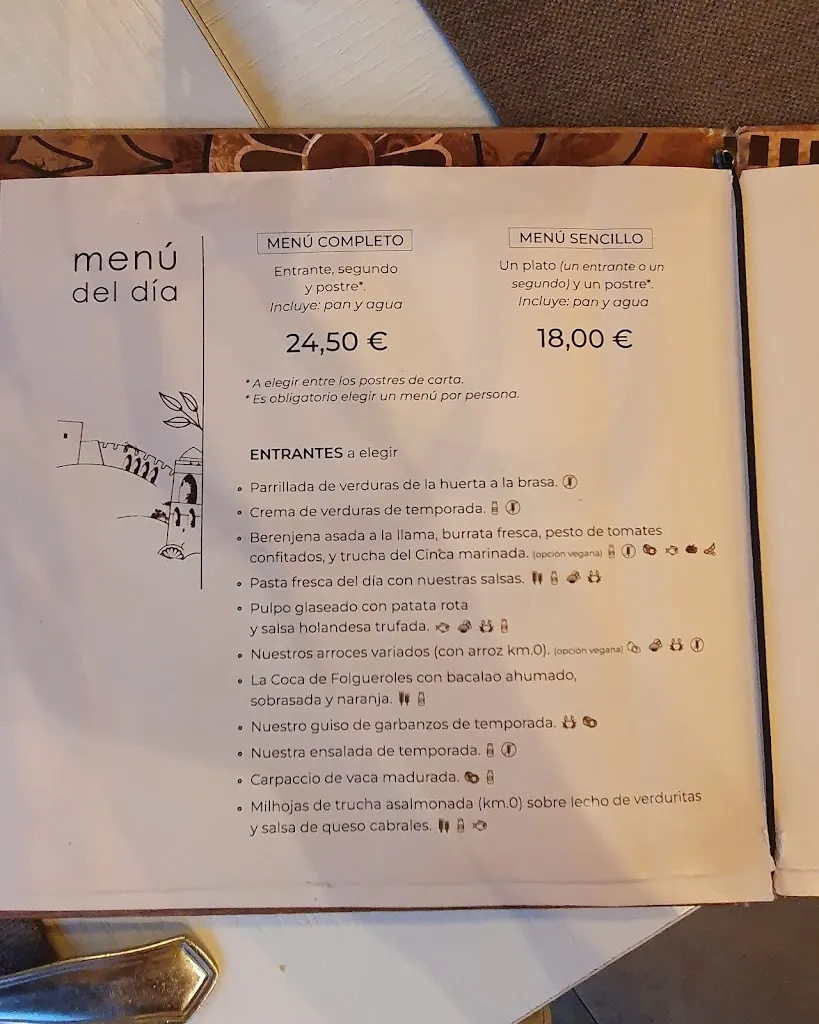 menú
del día
MENÚ COMPLETO
Entrante, segundo
y postre*.
Incluye: pan y agua
24,50 €
MENÚ SENCILLO
Un plato (un entrante o un
segundo) y un postre*.
Incluye: pan y agua
18,00 €
* A elegir entre los postres de carta.
* Es obligatorio elegir un menú por persona.
ENTRANTES a elegir
• Parrillada de verduras de la huerta a la brasa.
• Crema de verduras de temporada.
• Berenjena asada a la llama, burrata fresca, pesto de tomates
confitados, y trucha del Cinca marinada. (opción vegana)
• Pasta fresca del día con nuestras salsas.
• Pulpo glaseado con patata rota
y salsa holandesa trufada.
• Nuestros arroces variados (con arroz km.0). (opción vegana)
• La Coca de Folgueroles con bacalao ahumado,
sobrasada y naranja.
• Nuestro guiso de garbanzos de temporada.
• Nuestra ensalada de temporada.
• Carpaccio de vaca madurada.
• Milhojas de trucha asalmonada (km.0) sobre lecho de verduritas
y salsa de queso cabrales.